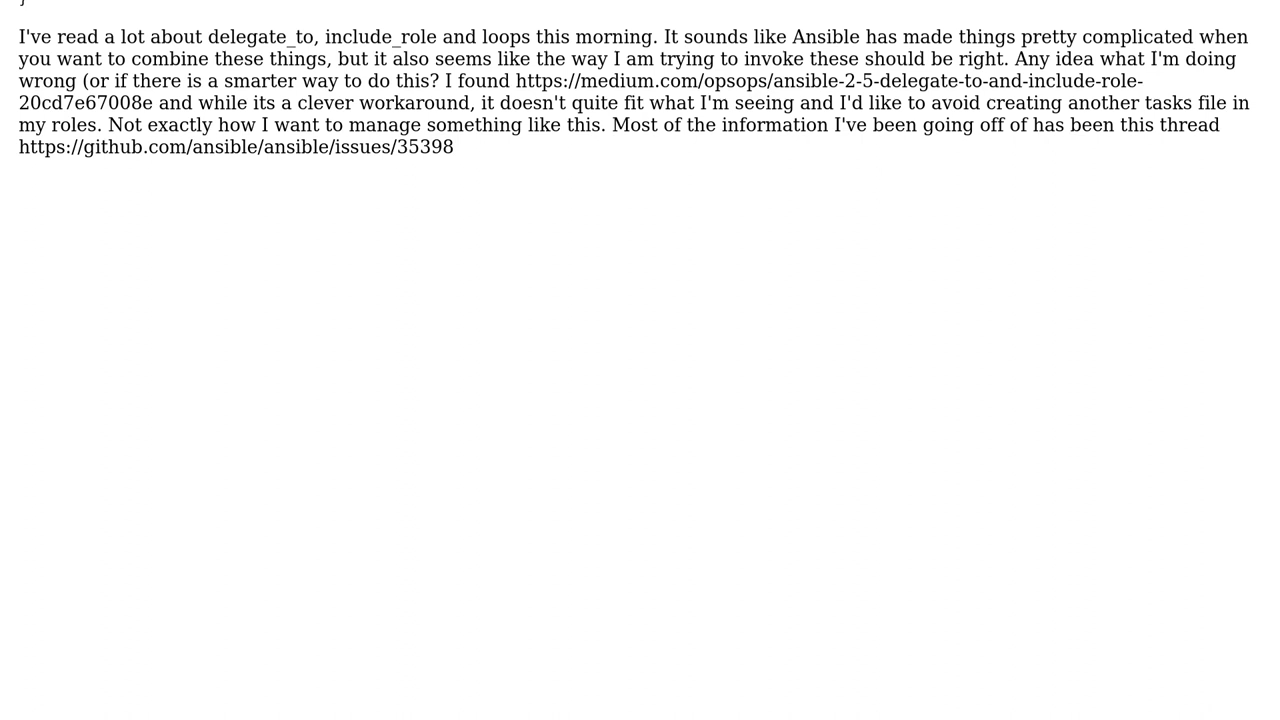 }
I've read a lot about delegate_to, include_role and loops this morning. It sounds like Ansible has made things pretty complicated when
you want to combine these things, but it also seems like the way I am trying to invoke these should be right. Any idea what I'm doing
wrong (or if there is a smarter way to do this? I found https://medium.com/opsops/ansible-2-5-delegate-to-and-include-role-
20cd7e67008e and while its a clever workaround, it doesn't quite fit what I'm seeing and I'd like to avoid creating another tasks file in
my roles. Not exactly how I want to manage something like this. Most of the information I've been going off of has been this thread
https://github.com/ansible/ansible/issues/35398